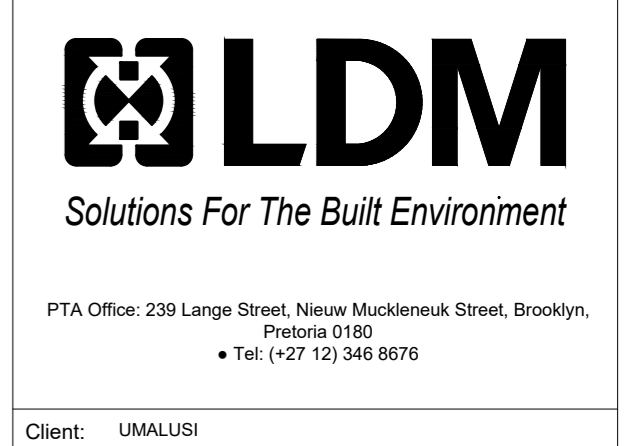 LDM
Solutions For The Built Environment
PTA Office: 239 Lange Street, Nieuw Muckleneuk Street, Brooklyn,
Pretoria 0180
● Tel: (+27 12) 346 8676
Client: UMALUSI